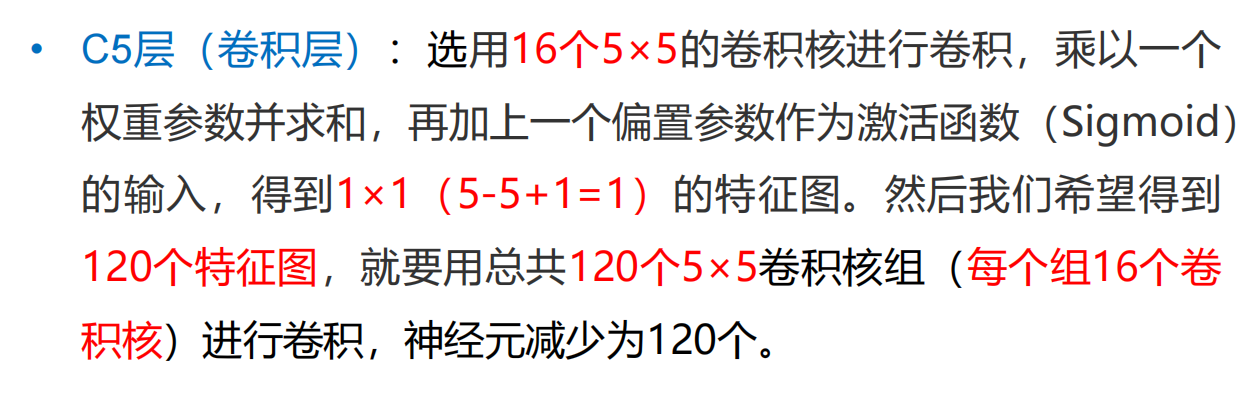 • C5层（卷积层）：选用16个5×5的卷积核进行卷积，乘以一个
权重参数并求和，再加上一个偏置参数作为激活函数（Sigmoid）
的输入，得到1×1（5-5+1=1）的特征图。然后我们希望得到
120个特征图，就要用总共120个5×5卷积核组（每个组16个卷
积核）进行卷积，神经元减少为120个。